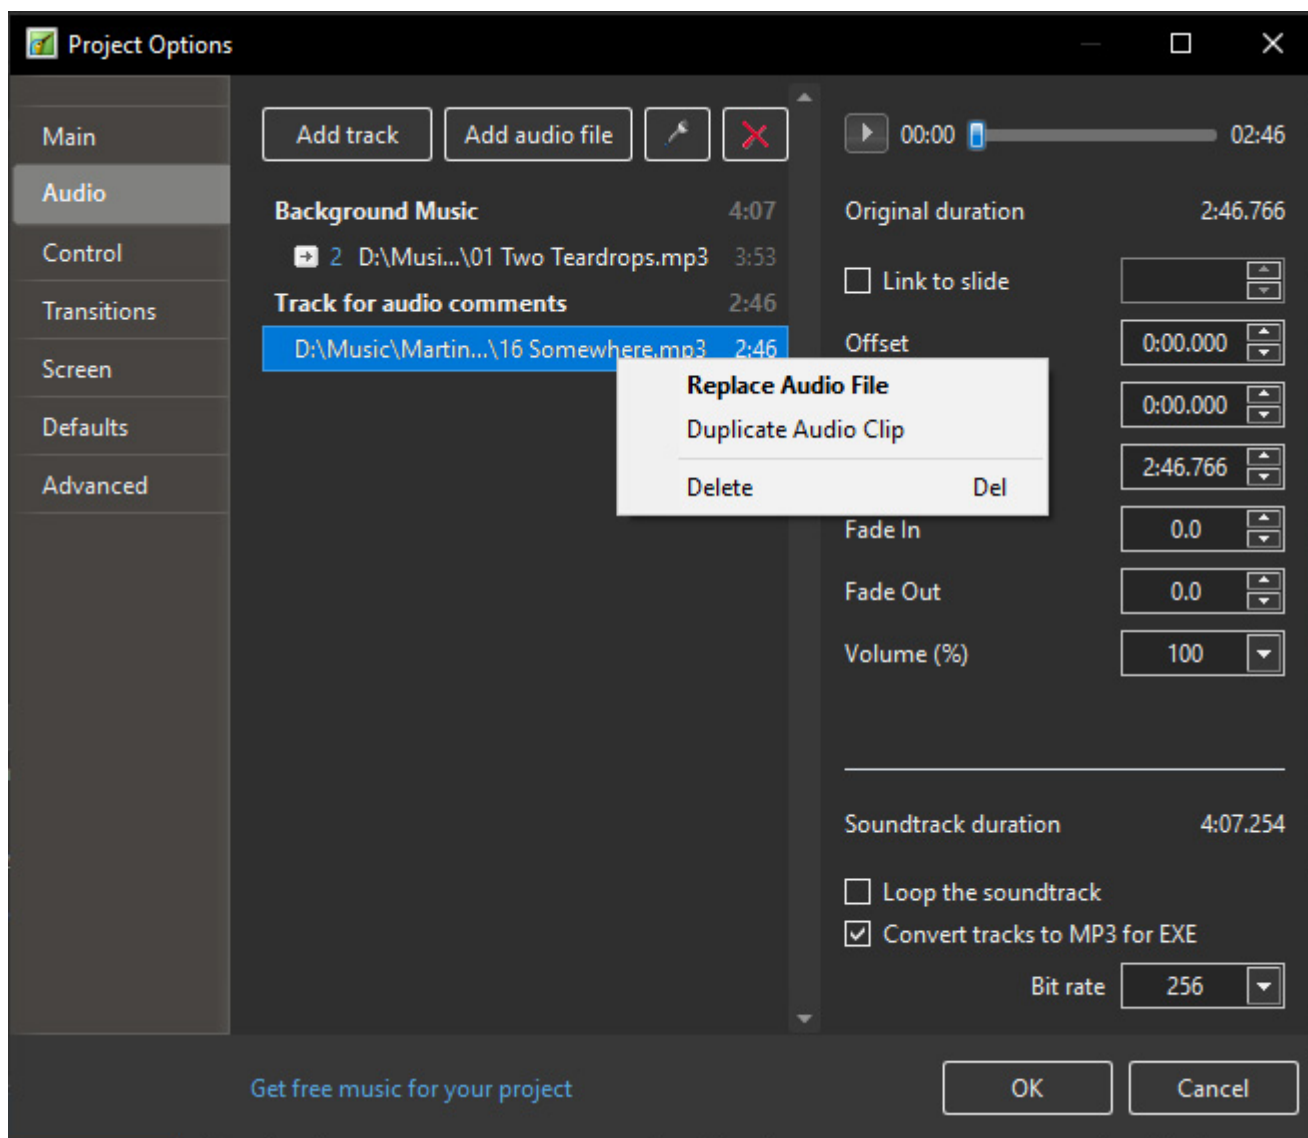 Project Options
Main
Audio
Control
Transitions
Screen
Defaults
Advanced
Add track Add audio file
Background Music 4:07
2 D:\Musi...\01 Two Teardrops.mp3 3:53
Track for audio comments 2:46
D:\Music\Martin...\16 Somewhere.mp3 2:46
Replace Audio File
Duplicate Audio Clip
Delete Del
00:00 02:46
Original duration 2:46.766
Link to slide
Offset 0:00.000
0:00.000
2:46.766
Fade In 0.0
Fade Out 0.0
Volume (%) 100
Soundtrack duration 4:07.254
Loop the soundtrack
Convert tracks to MP3 for EXE
Bit rate 256
Get free music for your project
OK Cancel